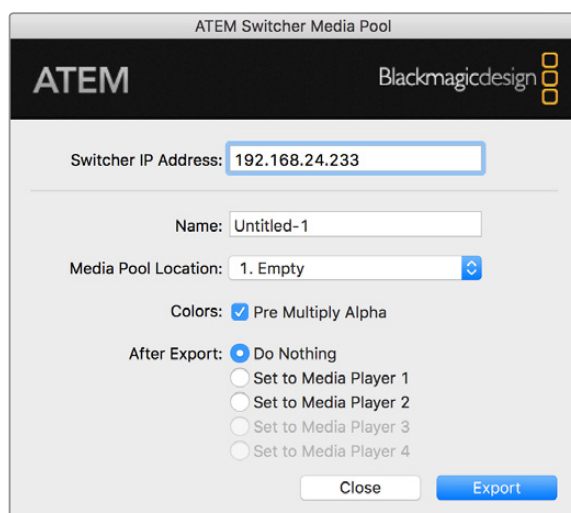 ATEM Switcher Media Pool
ATEM
Blackmagicdesign
Switcher IP Address: 192.168.24.233
Name: Untitled-1
Media Pool Location: 1. Empty
Colors: Pre Multiply Alpha
After Export: Do Nothing
Set to Media Player 1
Set to Media Player 2
Set to Media Player 3
Set to Media Player 4
Close Export